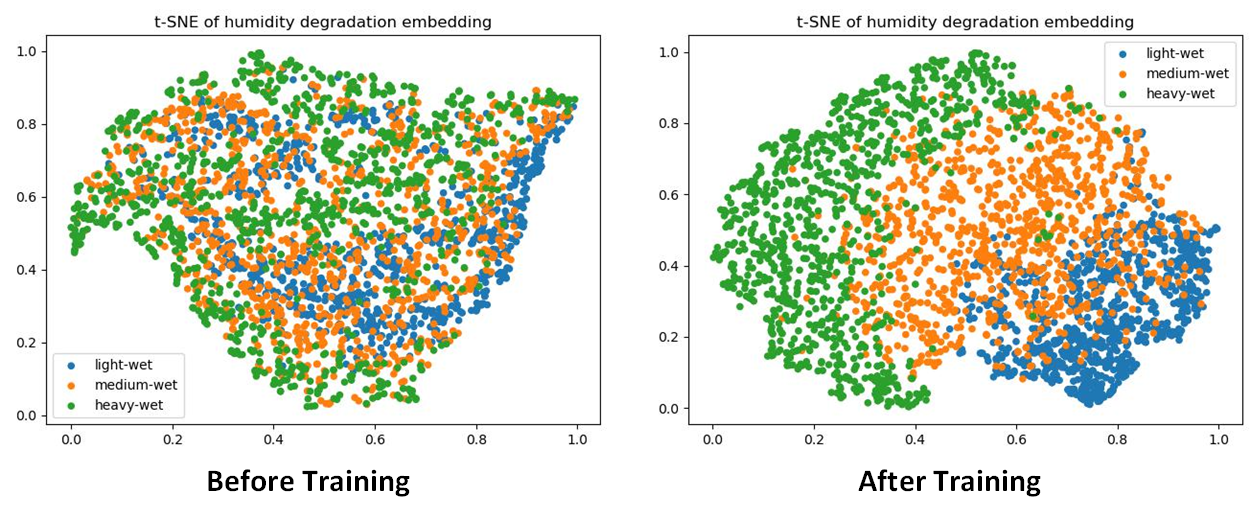 t-SNE of humidity degradation embedding
1.0
0.8
0.6
0.4
0.2
0.0
light-wet
medium-wet
heavy-wet
0.0 0.2 0.4 0.6 0.8 1.0
Before Training
t-SNE of humidity degradation embedding
light-wet
medium-wet
heavy-wet
1.0
0.8
0.6
0.4
0.2
0.0
0.0 0.2 0.4 0.6 0.8 1.0
After Training